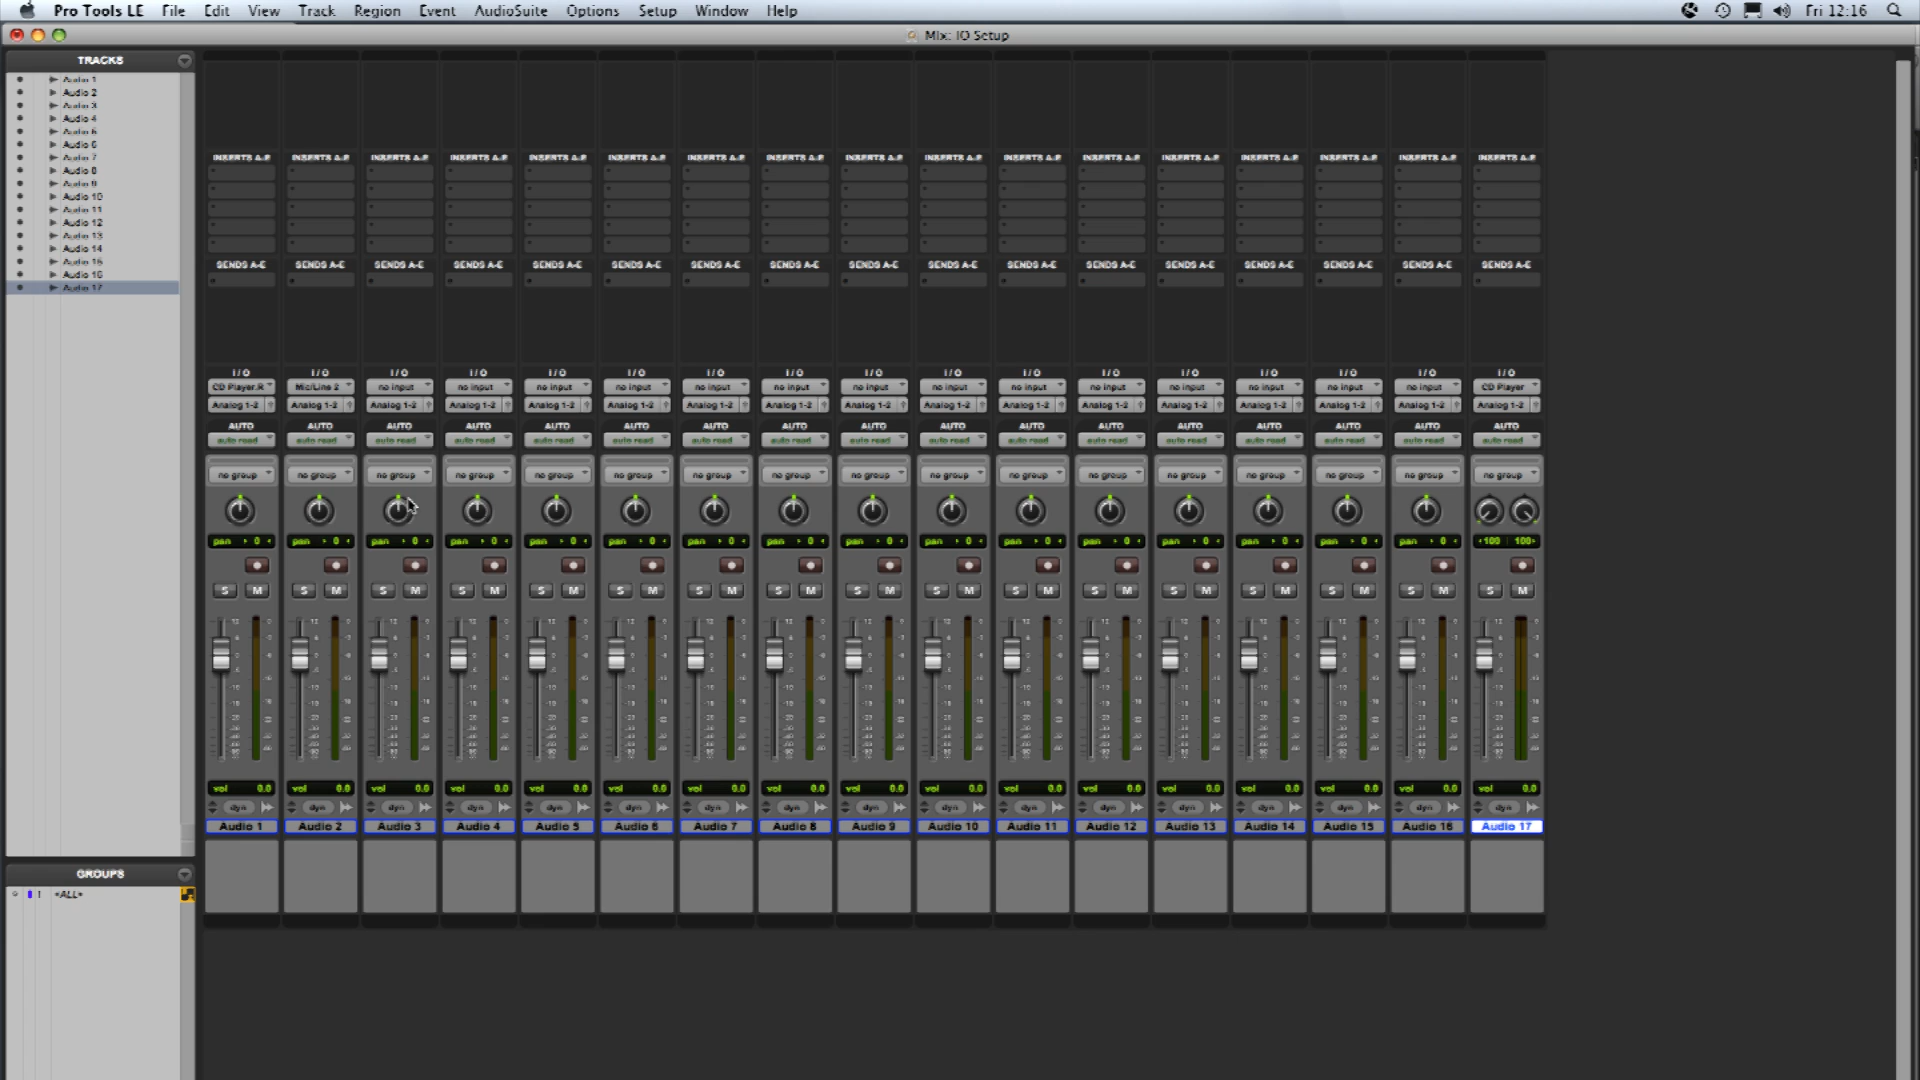 Pro Tools LE File Edit View Track Region Event AudioSuite Options Setup Window Help Fri 12:16
Mix: IO Setup
TRACKS
Audio 1
Audio 2
Audio 3
Audio 4
Audio 5
Audio 6
Audio 7
Audio 8
Audio 9
Audio 10
Audio 11
Audio 12
Audio 13
Audio 14
Audio 15
Audio 16
Audio 17
INSERTS A-E INSERTS A-E INSERTS A-E INSERTS A-E INSERTS A-E INSERTS A-E INSERTS A-E INSERTS A-E INSERTS A-E INSERTS A-E INSERTS A-E INSERTS A-E INSERTS A-E INSERTS A-E INSERTS A-E INSERTS A-E INSERTS A-E
SENDS A-E SENDS A-E SENDS A-E SENDS A-E SENDS A-E SENDS A-E SENDS A-E SENDS A-E SENDS A-E SENDS A-E SENDS A-E SENDS A-E SENDS A-E SENDS A-E SENDS A-E SENDS A-E SENDS A-E
I/O I/O I/O I/O I/O I/O I/O I/O I/O I/O I/O I/O I/O I/O I/O I/O I/O
CD Player.R Mic/Line 2 no input no input no input no input no input no input no input no input no input no input no input no input no input no input CD Player
Analog 1-2 Analog 1-2 Analog 1-2 Analog 1-2 Analog 1-2 Analog 1-2 Analog 1-2 Analog 1-2 Analog 1-2 Analog 1-2 Analog 1-2 Analog 1-2 Analog 1-2 Analog 1-2 Analog 1-2 Analog 1-2 Analog 1-2
AUTO AUTO AUTO AUTO AUTO AUTO AUTO AUTO AUTO AUTO AUTO AUTO AUTO AUTO AUTO AUTO AUTO
auto read auto read auto read auto read auto read auto read auto read auto read auto read auto read auto read auto read auto read auto read auto read auto read auto read
no group no group no group no group no group no group no group no group no group no group no group no group no group no group no group no group no group
pan 0 pan 0 pan 0 pan 0 pan 0 pan 0 pan 0 pan 0 pan 0 pan 0 pan 0 pan 0 pan 0 pan 0 pan 0 pan 0 100 100
S M S M S M S M S M S M S M S M S M S M S M S M S M S M S M S M S M
vol 0.0 vol 0.0 vol 0.0 vol 0.0 vol 0.0 vol 0.0 vol 0.0 vol 0.0 vol 0.0 vol 0.0 vol 0.0 vol 0.0 vol 0.0 vol 0.0 vol 0.0 vol 0.0 vol 0.0
dyn dyn dyn dyn dyn dyn dyn dyn dyn dyn dyn dyn dyn dyn dyn dyn dyn
Audio 1 Audio 2 Audio 3 Audio 4 Audio 5 Audio 6 Audio 7 Audio 8 Audio 9 Audio 10 Audio 11 Audio 12 Audio 13 Audio 14 Audio 15 Audio 16 Audio 17
GROUPS
1 <ALL>